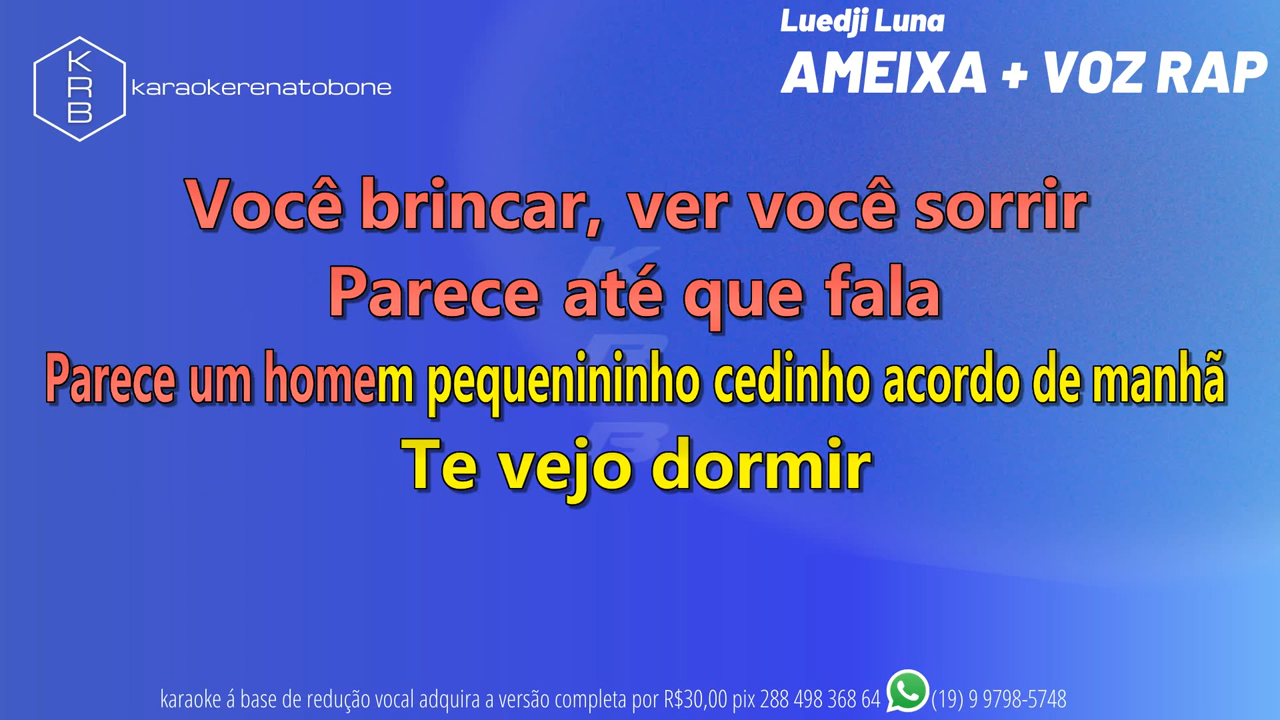 Luedji Luna
AMEIXA + VOZ RAP
KRB
karaokerenatobone
Você brincar, ver você sorrir
Parece até que fala
Parece um homem pequenininho cedinho acordo de manhã
Te vejo dormir
KRB
karaoke á base de redução vocal adquira a versão completa por R$30,00 pix 288 498 368 64 (19) 9 9798-5748